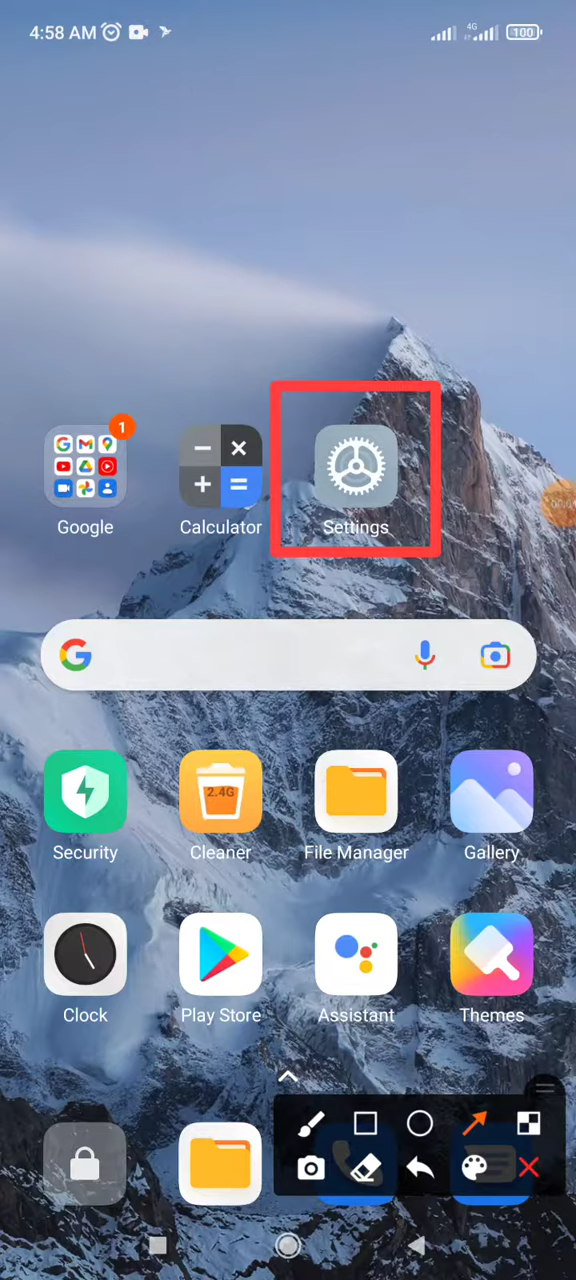 4:58 AM
4G
100
1
Google
Calculator
Settings
2.4G
Security
Cleaner
File Manager
Gallery
Clock
Play Store
Assistant
Themes